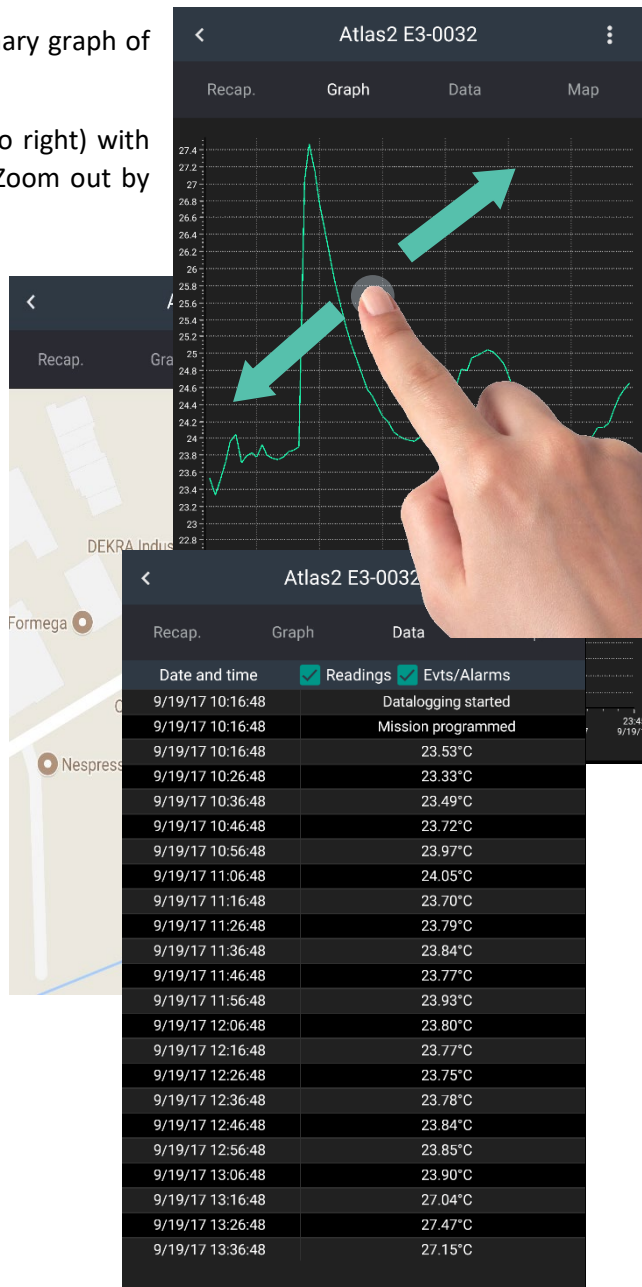 ary graph of
o right) with
Zoom out by
Atlas2 E3-0032
Recap. Graph Data Map
27.4
27.2
27
26.8
26.6
26.4
26.2
26
25.8
25.6
25.4
25.2
25
24.8
24.6
24.4
24.2
24
23.8
23.6
23.4
23.2
23
22.8
Recap. Gra
DEKRA Indus
Formega
Nespress
23:4
9/19/1
Atlas2 E3-0032
Recap. Graph Data
Date and time Readings Evts/Alarms
9/19/17 10:16:48 Datalogging started
9/19/17 10:16:48 Mission programmed
9/19/17 10:16:48 23.53°C
9/19/17 10:26:48 23.33°C
9/19/17 10:36:48 23.49°C
9/19/17 10:46:48 23.72°C
9/19/17 10:56:48 23.97°C
9/19/17 11:06:48 24.05°C
9/19/17 11:16:48 23.70°C
9/19/17 11:26:48 23.79°C
9/19/17 11:36:48 23.84°C
9/19/17 11:46:48 23.77°C
9/19/17 11:56:48 23.93°C
9/19/17 12:06:48 23.80°C
9/19/17 12:16:48 23.77°C
9/19/17 12:26:48 23.75°C
9/19/17 12:36:48 23.78°C
9/19/17 12:46:48 23.84°C
9/19/17 12:56:48 23.85°C
9/19/17 13:06:48 23.90°C
9/19/17 13:16:48 27.04°C
9/19/17 13:26:48 27.47°C
9/19/17 13:36:48 27.15°C